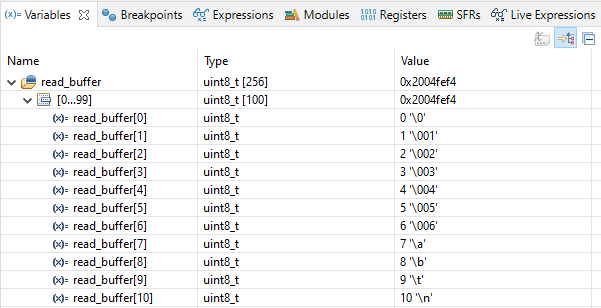 (x)= Variables Breakpoints Expressions Modules 1010 0101 Registers SFRs Live Expressions
Name Type Value
read_buffer uint8_t [256] 0x2004fef4
[0...99] uint8_t [100] 0x2004fef4
(x)= read_buffer[0] uint8_t 0 '\0'
(x)= read_buffer[1] uint8_t 1 '\001'
(x)= read_buffer[2] uint8_t 2 '\002'
(x)= read_buffer[3] uint8_t 3 '\003'
(x)= read_buffer[4] uint8_t 4 '\004'
(x)= read_buffer[5] uint8_t 5 '\005'
(x)= read_buffer[6] uint8_t 6 '\006'
(x)= read_buffer[7] uint8_t 7 '\a'
(x)= read_buffer[8] uint8_t 8 '\b'
(x)= read_buffer[9] uint8_t 9 '\t'
(x)= read_buffer[10] uint8_t 10 '\n'